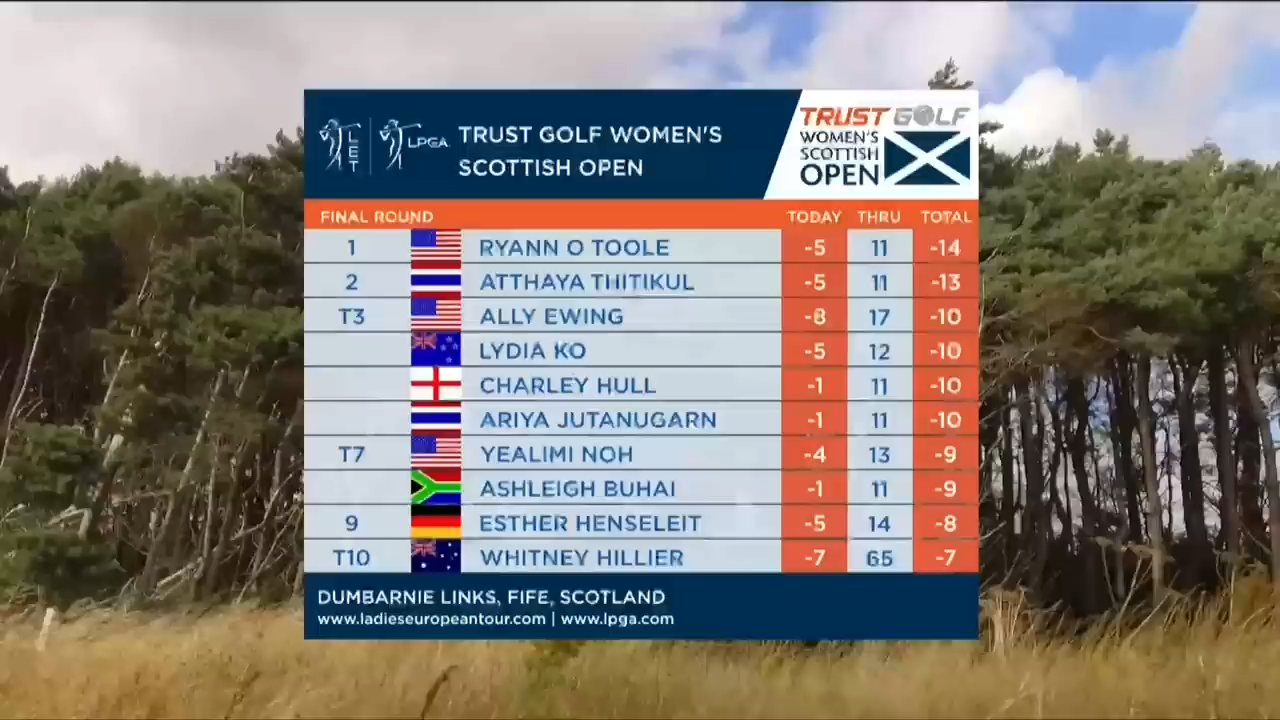 LET
LPGA
TRUST GOLF WOMEN'S
SCOTTISH OPEN
TRUST GOLF
WOMEN'S
SCOTTISH
OPEN
FINAL ROUND TODAY THRU TOTAL
1 RYANN O TOOLE -5 11 -14
2 ATTHAYA THITIKUL -5 11 -13
T3 ALLY EWING -8 17 -10
LYDIA KO -5 12 -10
CHARLEY HULL -1 11 -10
ARIYA JUTANUGARN -1 11 -10
T7 YEALIMI NOH -4 13 -9
ASHLEIGH BUHAI -1 11 -9
9 ESTHER HENSELEIT -5 14 -8
T10 WHITNEY HILLIER -7 65 -7
DUMBARNIE LINKS, FIFE, SCOTLAND
www.ladieseuropeantour.com | www.lpga.com